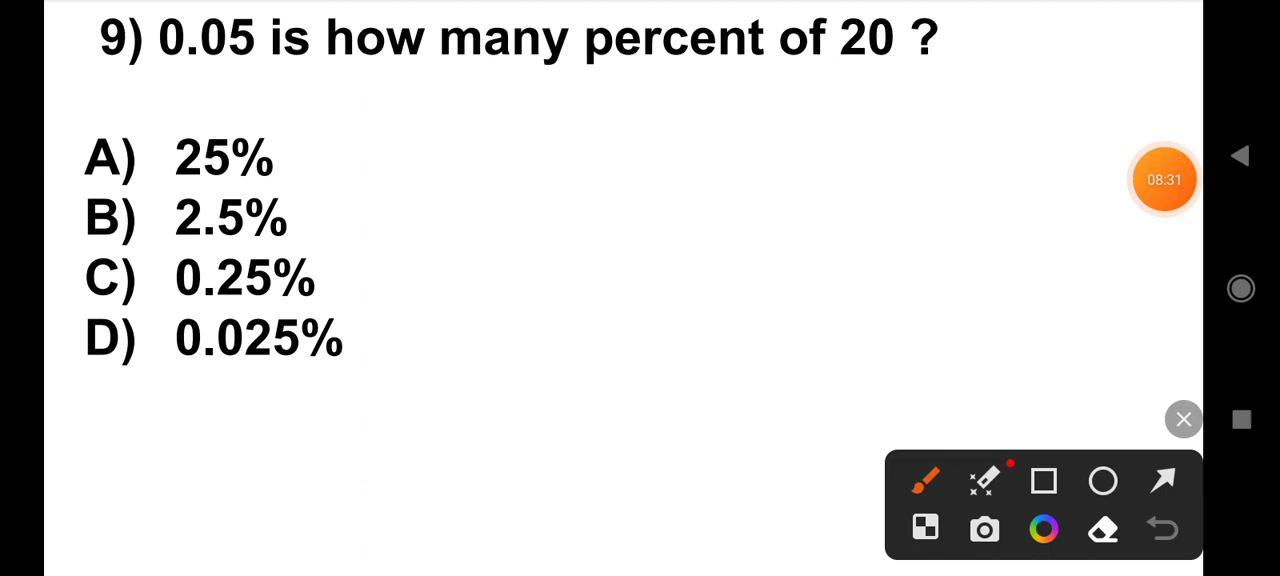 9) 0.05 is how many percent of 20 ?
A) 25%
B) 2.5%
C) 0.25%
D) 0.025%
08:31